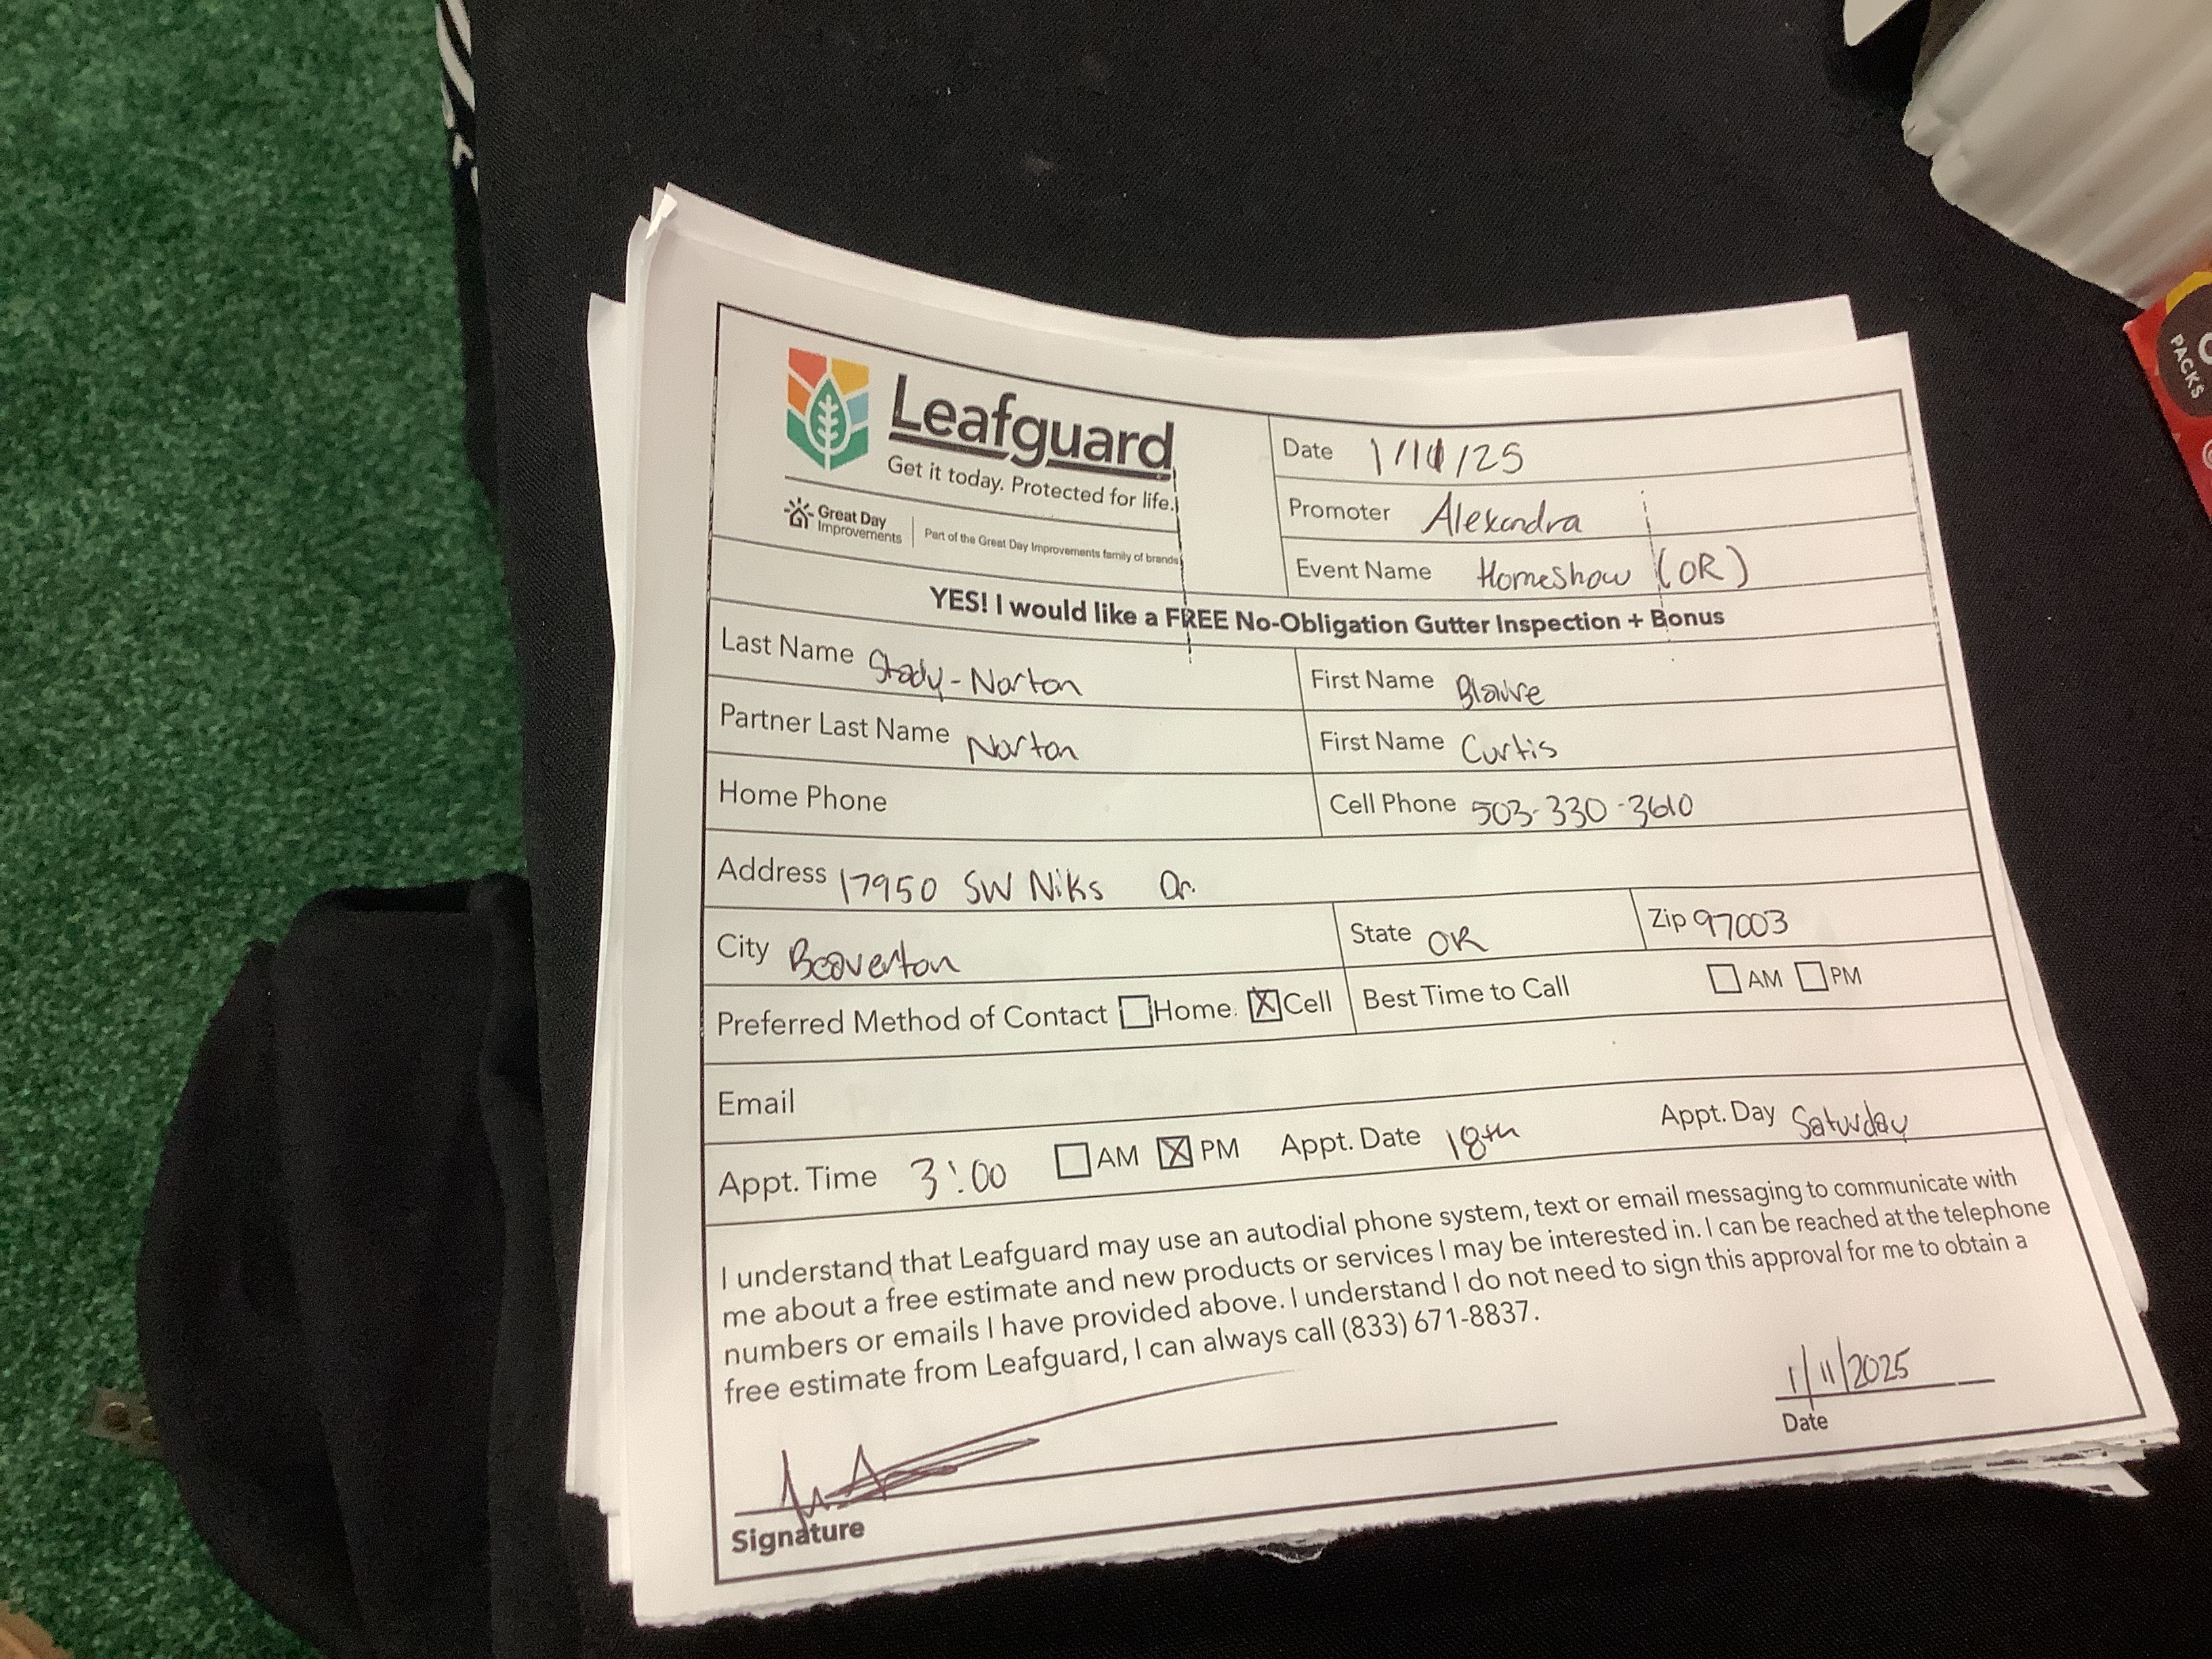 Leafguard
Get it today. Protected for life.
Great Day Improvements | Part of the Great Day Improvements family of brands
Date 1/11/25
Promoter Alexandra
Event Name Homeshow (OR)
YES! I would like a FREE No-Obligation Gutter Inspection + Bonus
Last Name Stady-Norton First Name Blaire
Partner Last Name Norton First Name Curtis
Home Phone Cell Phone 503-330-3610
Address 17950 SW Niks Dr.
City Beaverton State OR Zip 97003
Preferred Method of Contact Home. X Cell Best Time to Call AM PM
Email
Appt. Time 3:00 AM X PM Appt. Date 18th Appt. Day Saturday
I understand that Leafguard may use an autodial phone system, text or email messaging to communicate with
me about a free estimate and new products or services I may be interested in. I can be reached at the telephone
numbers or emails I have provided above. I understand I do not need to sign this approval for me to obtain a
free estimate from Leafguard, I can always call (833) 671-8837.
1/11/2025
Signature Date
PACKS